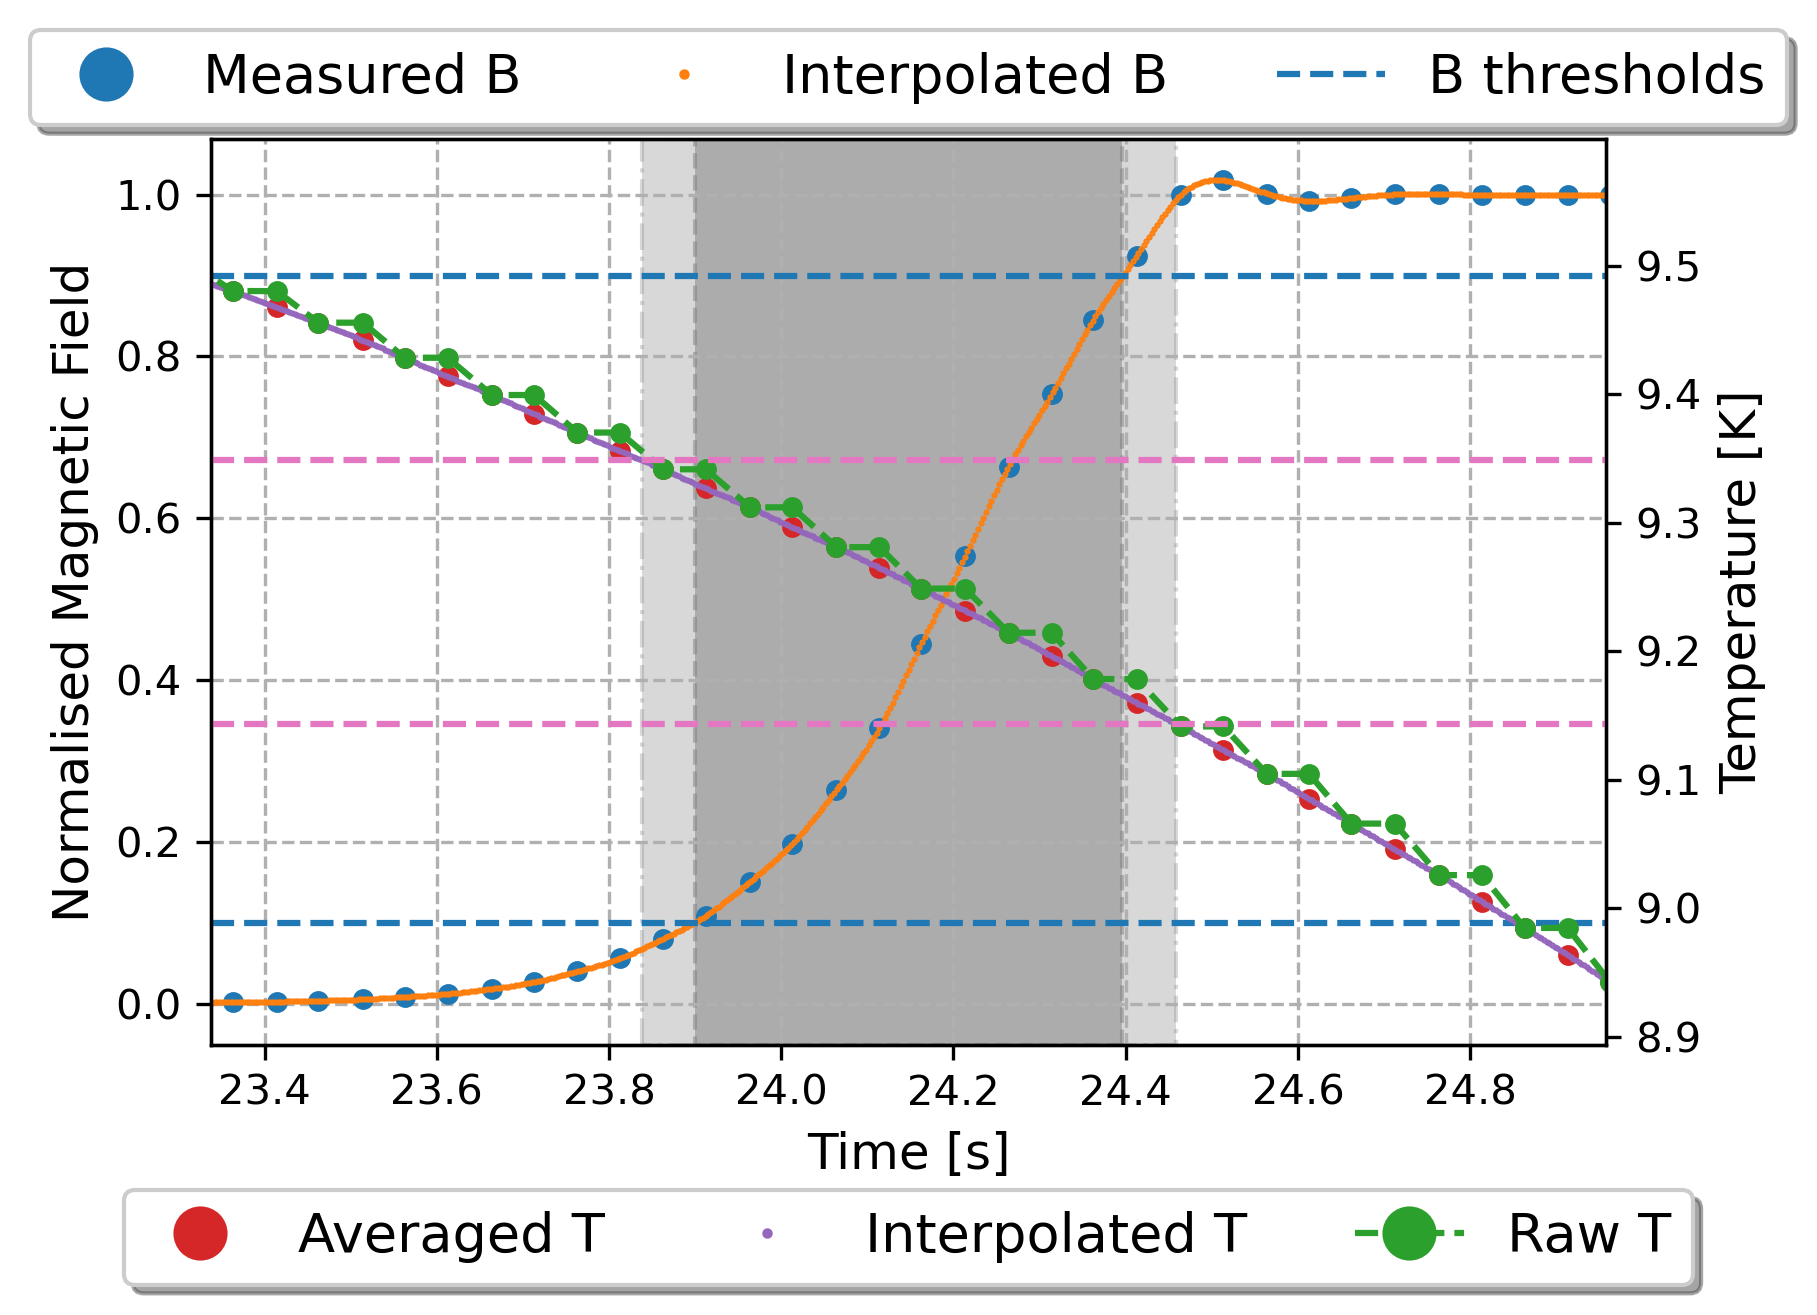 Measured B
Interpolated B
B thresholds
1.0
0.8
0.6
0.4
0.2
0.0
Normalised Magnetic Field
9.5
9.4
9.3
9.2
9.1
9.0
8.9
Temperature [K]
23.4 23.6 23.8 24.0 24.2 24.4 24.6 24.8
Time [s]
Averaged T
Interpolated T
Raw T